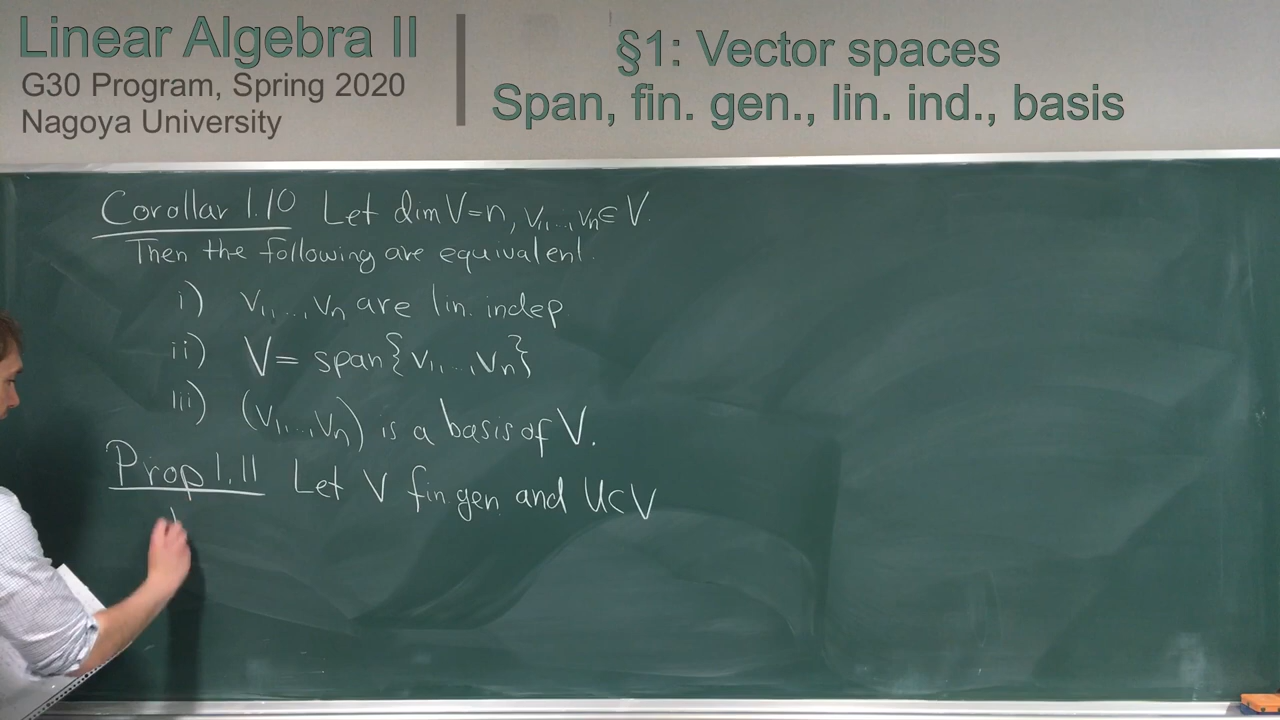 Linear Algebra II
G30 Program, Spring 2020
Nagoya University
§1: Vector spaces
Span, fin. gen., lin. ind., basis
Corollar 1.10 Let dim V=n, v₁,...,vₙ∈V.
Then the following are equivalent.
i) v₁,...,vₙ are lin. indep
ii) V= span{v₁,...,vₙ}
iii) (v₁,...,vₙ) is a basis of V.
Prop 1.11 Let V fin gen and U⊂V